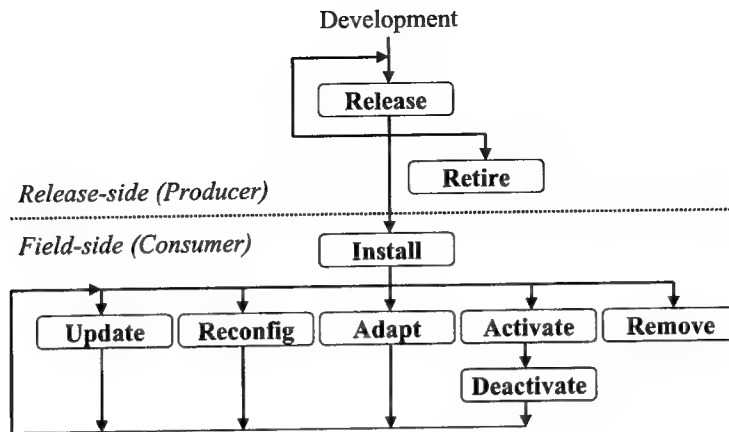 Development
Release
Retire
Release-side (Producer)
Field-side (Consumer)
Install
Update
Reconfig
Adapt
Activate
Remove
Deactivate